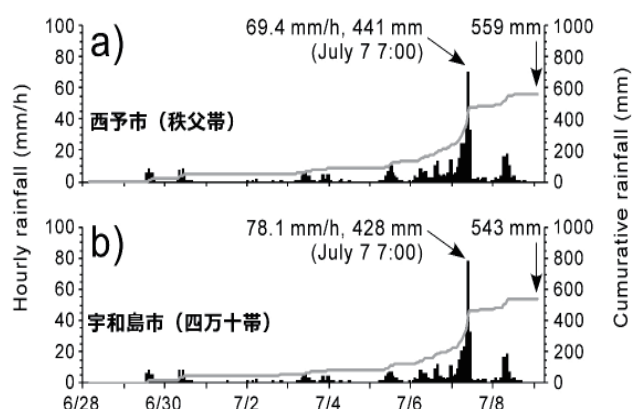 Hourly rainfall (mm/h)
Cumurative rainfall (mm)
a)
69.4 mm/h, 441 mm
(July 7 7:00)
559 mm
西予市（秩父帯）
100
80
60
40
20
0
1000
800
600
400
200
0
b)
78.1 mm/h, 428 mm
(July 7 7:00)
543 mm
宇和島市（四万十帯）
100
80
60
40
20
0
1000
800
600
400
200
0
6/28 6/30 7/2 7/4 7/6 7/8